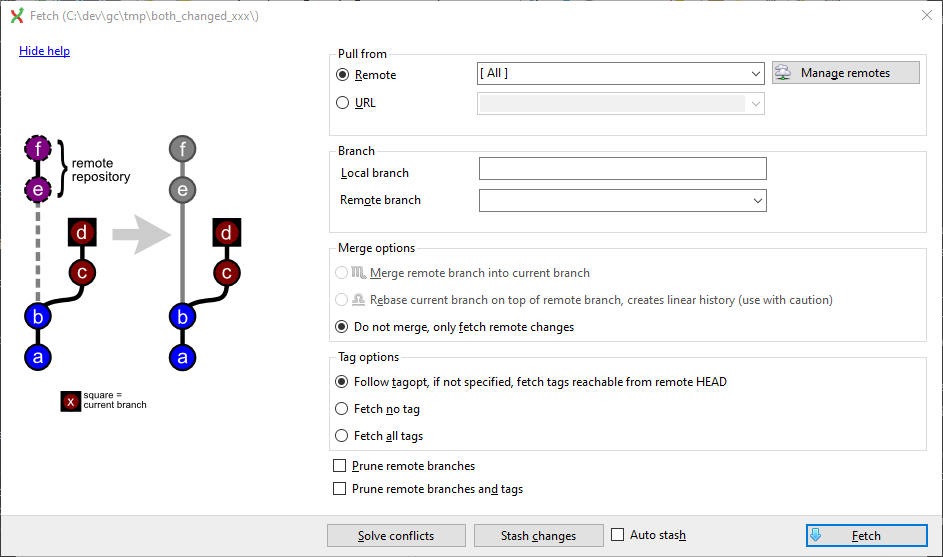 Fetch (C:\dev\gc\tmp\both_changed_xxx\)
Hide help
f
e
remote
repository
d
c
b
a
f
e
d
c
b
a
x
square =
current branch
Pull from
Remote
[ All ]
Manage remotes
URL
Branch
Local branch
Remote branch
Merge options
Merge remote branch into current branch
Rebase current branch on top of remote branch, creates linear history (use with caution)
Do not merge, only fetch remote changes
Tag options
Follow tagopt, if not specified, fetch tags reachable from remote HEAD
Fetch no tag
Fetch all tags
Prune remote branches
Prune remote branches and tags
Solve conflicts
Stash changes
Auto stash
Fetch